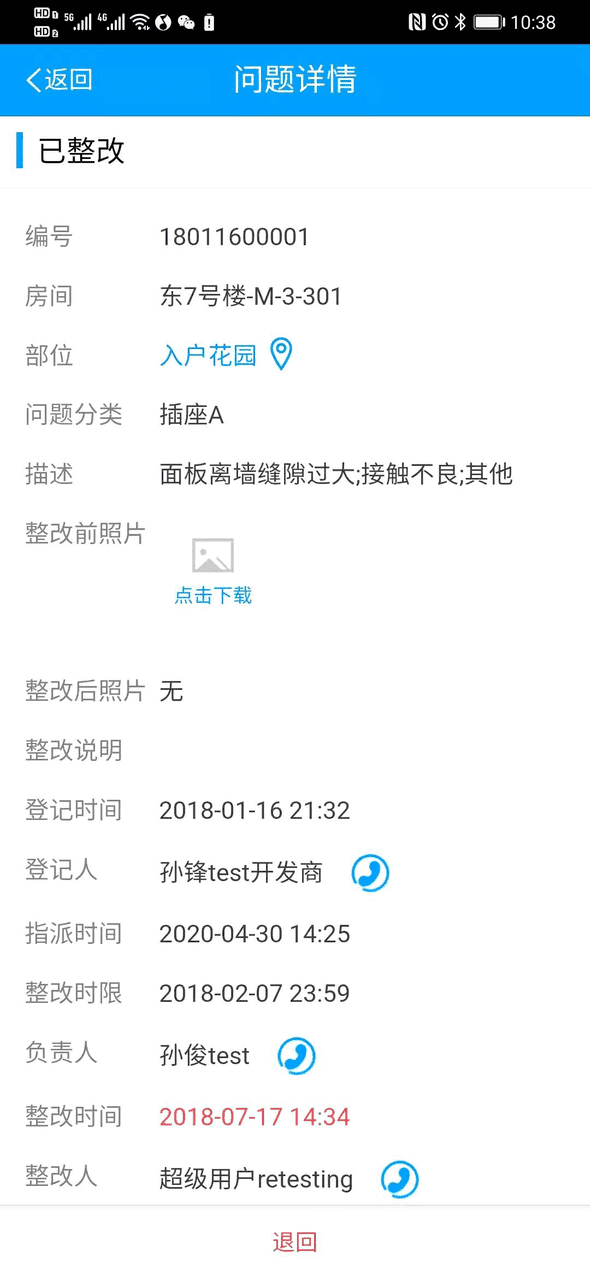 HD 1 5G 4G 10:38
HD 2
返回 问题详情
已整改
编号 18011600001
房间 东7号楼-M-3-301
部位 入户花园
问题分类 插座A
描述 面板离墙缝隙过大;接触不良;其他
整改前照片
点击下载
整改后照片 无
整改说明
登记时间 2018-01-16 21:32
登记人 孙锋test开发商
指派时间 2020-04-30 14:25
整改时限 2018-02-07 23:59
负责人 孙俊test
整改时间 2018-07-17 14:34
整改人 超级用户retesting
退回